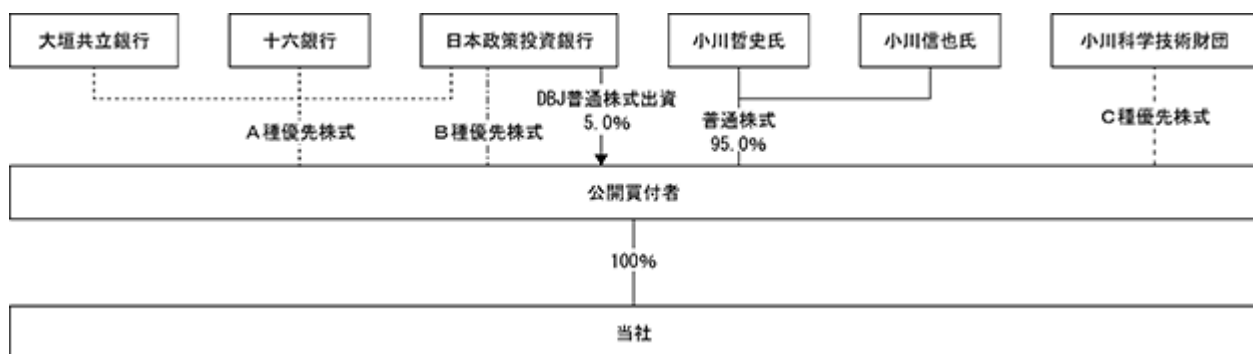 大垣共立銀行
十六銀行
日本政策投資銀行
小川哲史氏
小川信也氏
小川科学技術財団
A種優先株式
B種優先株式
DBJ普通株式出資
5.0%
普通株式
95.0%
C種優先株式
公開買付者
100%
当社